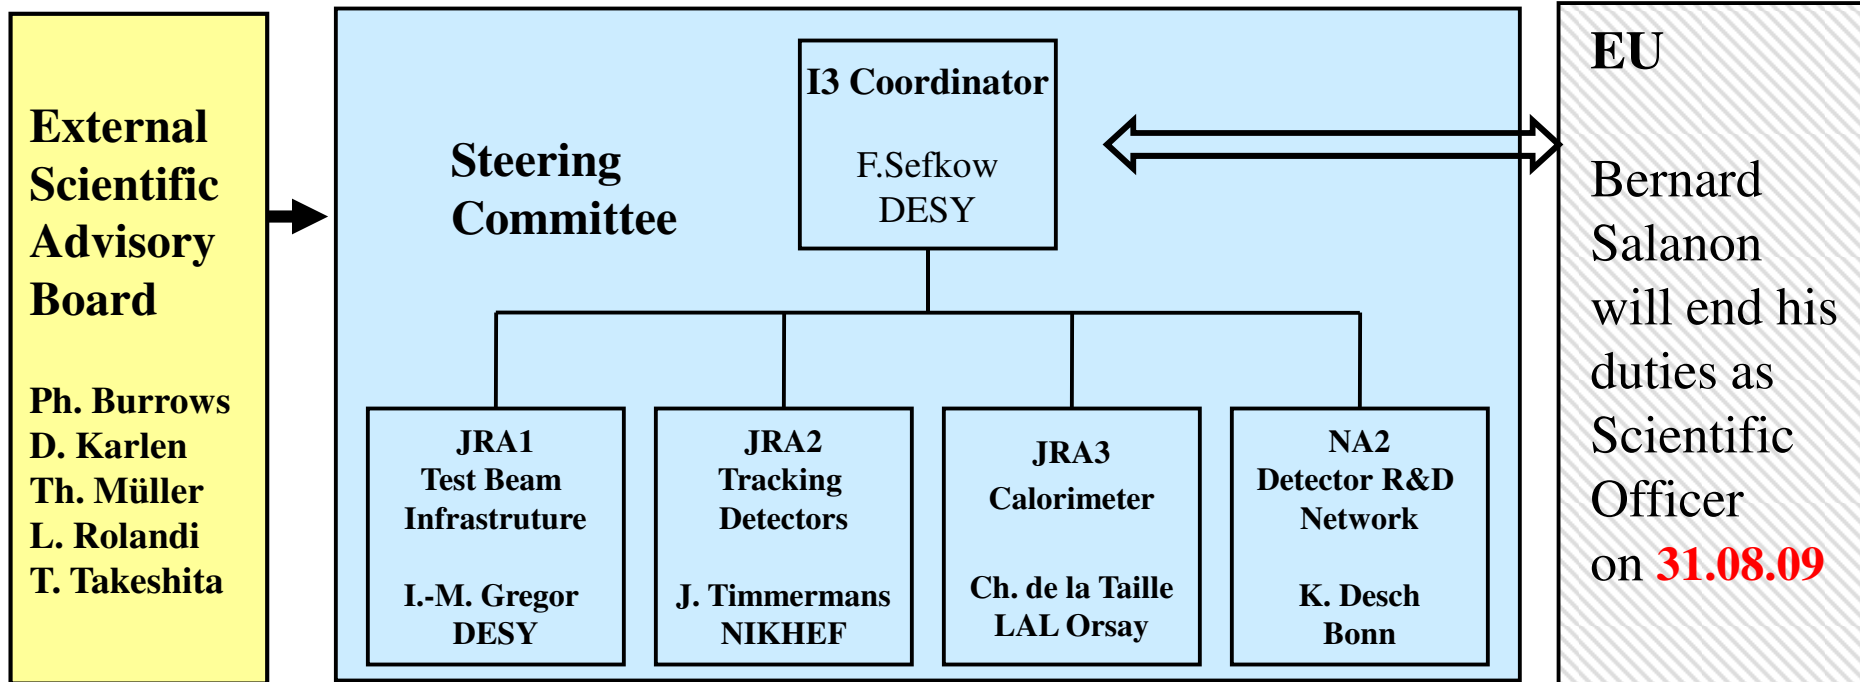 External
Scientific
Advisory
Board
Ph. Burrows
D. Karlen
Th. Müller
L. Rolandi
T. Takeshita
Steering
Committee
I3 Coordinator
F.Sefkow
DESY
JRA1
Test Beam
Infrastruture
I.-M. Gregor
DESY
JRA2
Tracking
Detectors
J. Timmermans
NIKHEF
JRA3
Calorimeter
Ch. de la Taille
LAL Orsay
NA2
Detector R&D
Network
K. Desch
Bonn
EU
Bernard
Salanon
will end his
duties as
Scientific
Officer
on 31.08.09